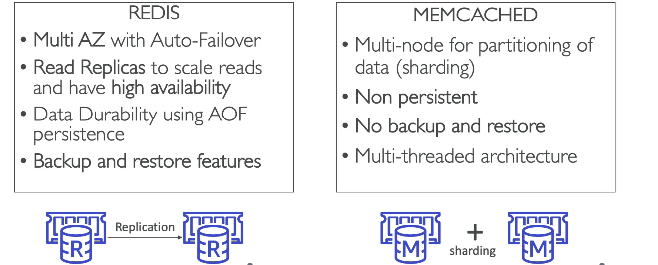 REDIS
• Multi AZ with Auto-Failover
• Read Replicas to scale reads
and have high availability
• Data Durability using AOF
persistence
• Backup and restore features
Replication
R
R
MEMCACHED
• Multi-node for partitioning of
data (sharding)
• Non persistent
• No backup and restore
• Multi-threaded architecture
M
+
sharding
M